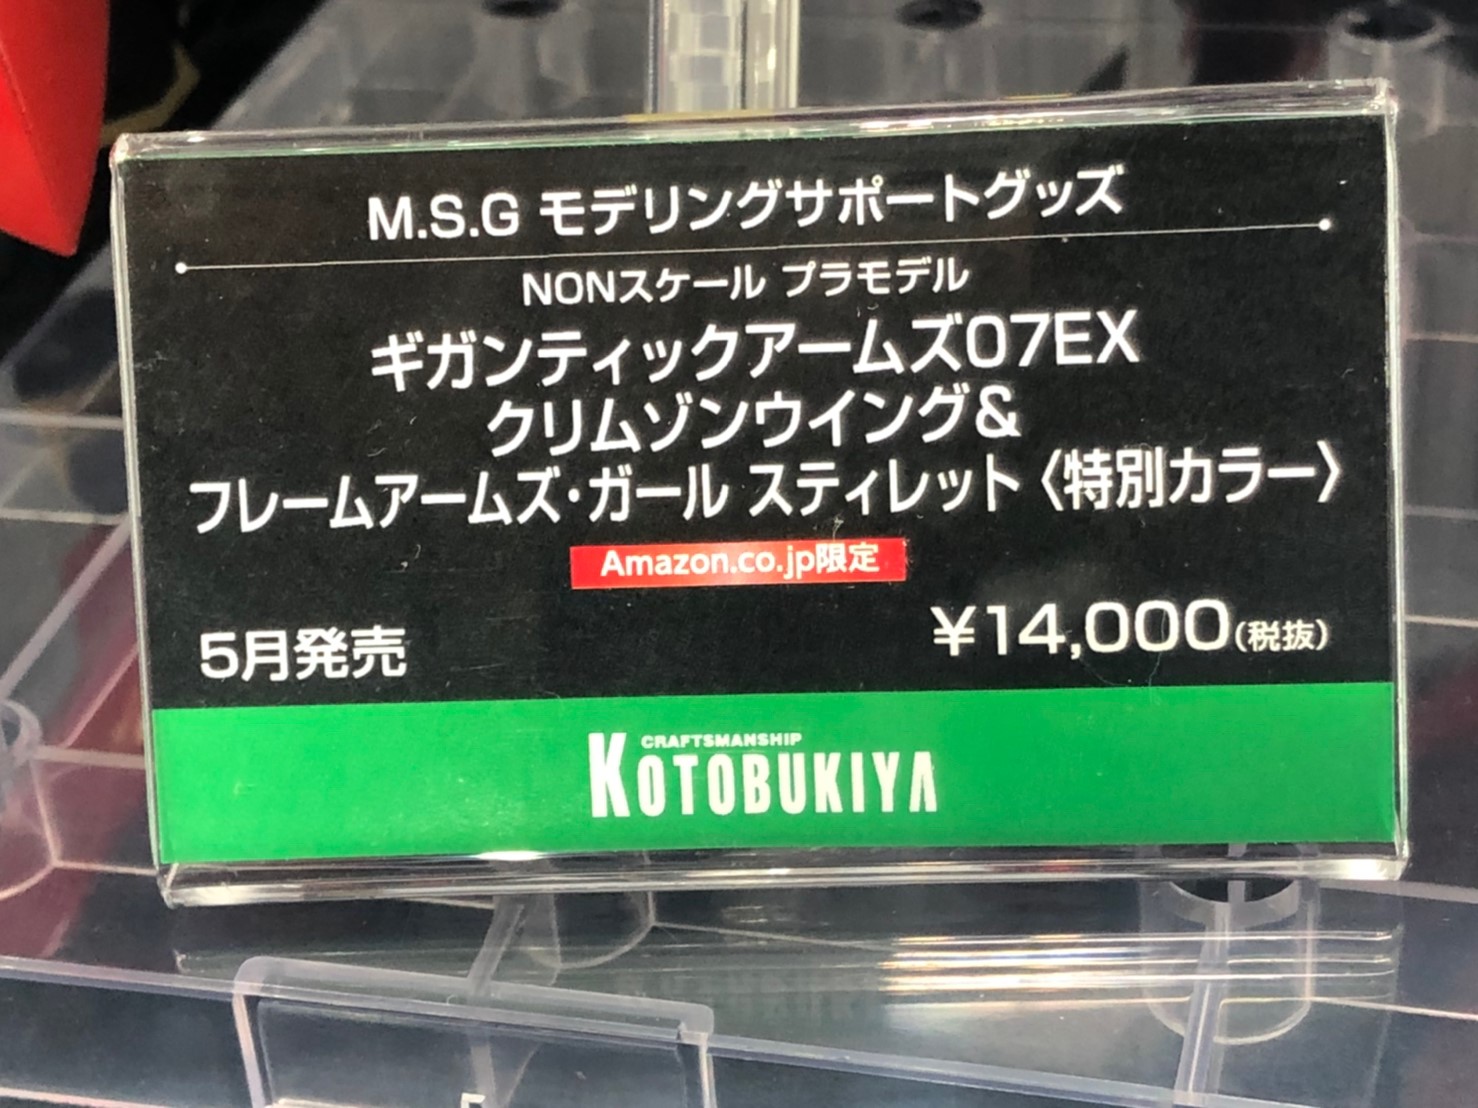 M.S.G モデリングサポートグッズ
NONスケール プラモデル
ギガンティックアームズ07EX
クリムゾンウイング&
フレームアームズ・ガール スティレット〈特別カラー〉
Amazon.co.jp限定
5月発売
¥14,000(税抜)
CRAFTSMANSHIP
KOTOBUKIYA